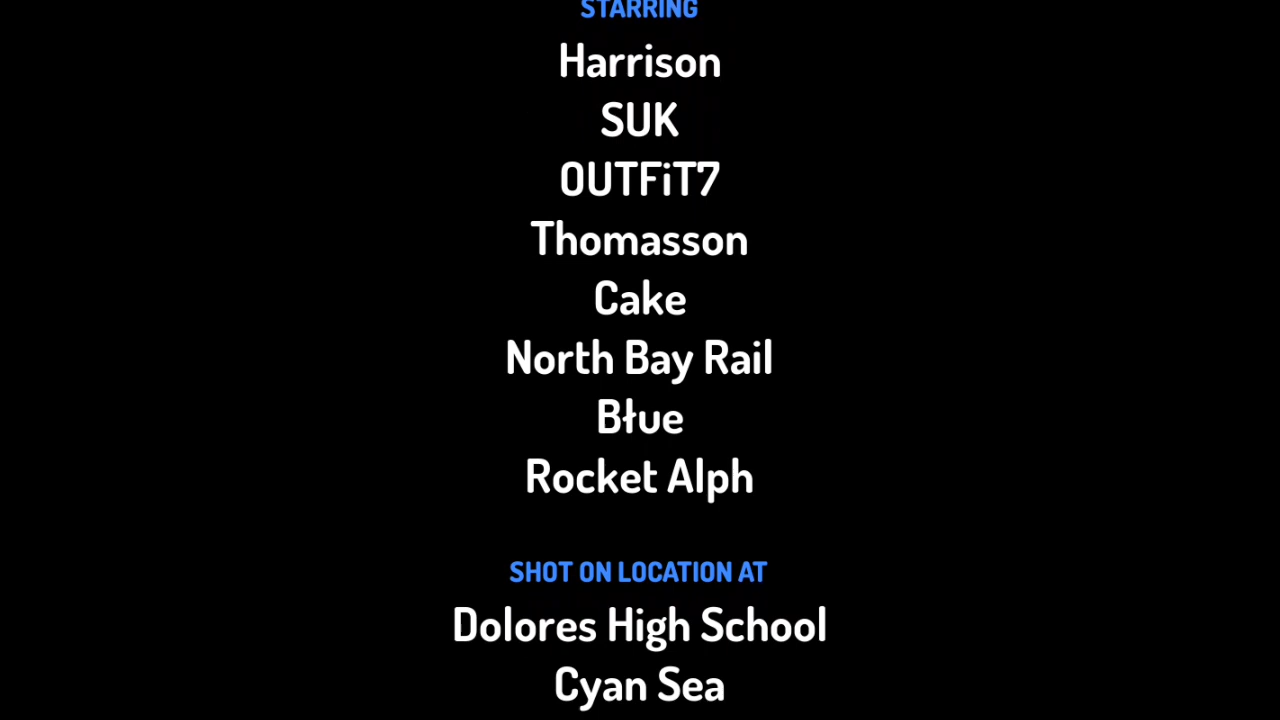 STARRING
Harrison
SUK
OUTFiT7
Thomasson
Cake
North Bay Rail
Błue
Rocket Alph
SHOT ON LOCATION AT
Dolores High School
Cyan Sea